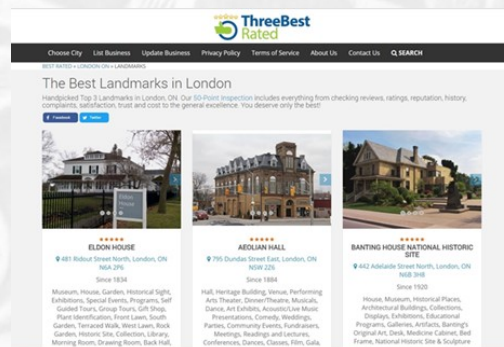 ThreeBest
Rated
Choose City List Business Update Business Privacy Policy Terms of Service About Us Contact Us SEARCH
BEST RATED » LONDON ON » LANDMARKS
The Best Landmarks in London
Handpicked Top 3 Landmarks in London, ON. Our 50-Point Inspection includes everything from checking reviews, ratings, reputation, history,
complaints, satisfaction, trust and cost to the general excellence. You deserve only the best!
Facebook Twitter
Eldon
House
ELDON HOUSE
481 Ridout Street North, London, ON
N6A 2P6
Since 1834
Museum, House, Garden, Historical Sight,
Exhibitions, Special Events, Programs, Self
Guided Tours, Group Tours, Gift Shop,
Plant Identification, Front Lawn, South
Garden, Terraced Walk, West Lawn, Rock
Garden, Historic Site, Collection, Library,
Morning Room, Drawing Room, Back Hall,
AEOLIAN HALL
795 Dundas Street East, London, ON
N5W 2Z6
Since 1884
Hall, Heritage Building, Venue, Performing
Arts Theater, Dinner/Theatre, Musicals,
Dance, Art Exhibits, Acoustic/Live Music
Presentations, Comedy, Weddings,
Parties, Community Events, Fundraisers,
Meetings, Readings and Lectures,
Conferences, Dances, Classes, Film, Gala,
BANTING HOUSE NATIONAL HISTORIC
SITE
442 Adelaide Street North, London, ON
N6B 3H8
Since 1920
House, Museum, Historical Places,
Architectural Buildings, Collections,
Displays, Exhibitions, Educational
Programs, Galleries, Artifacts, Banting's
Original Art, Desk, Medicine Cabinet, Bed
Frame, National Historic Site & Sculpture